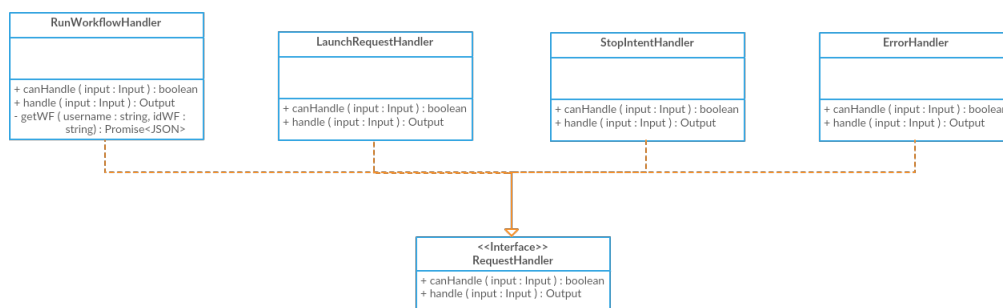 RunWorkflowHandler
+ canHandle ( input : Input ) : boolean
+ handle ( input : Input ) : Output
- getWF ( username : string, idWF :
string) : Promise<JSON>
LaunchRequestHandler
+ canHandle ( input : Input ) : boolean
+ handle ( input : Input ) : Output
StopIntentHandler
+ canHandle ( input : Input ) : boolean
+ handle ( input : Input ) : Output
ErrorHandler
+ canHandle ( input : Input ) : boolean
+ handle ( input : Input ) : Output
<<Interface>>
RequestHandler
+ canHandle ( input : Input ) : boolean
+ handle ( input : Input ) : Output